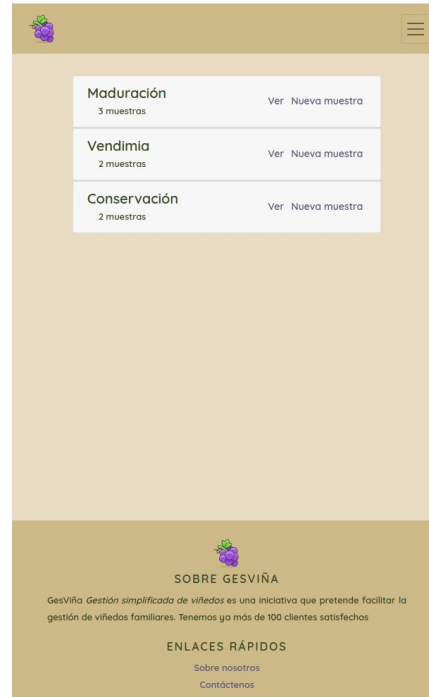 Maduración
3 muestras
Ver Nueva muestra
Vendimia
2 muestras
Ver Nueva muestra
Conservación
2 muestras
Ver Nueva muestra
SOBRE GESVIÑA
GesViña Gestión simplificada de viñedos es una iniciativa que pretende facilitar la
gestión de viñedos familiares. Tenemos ya más de 100 clientes satisfechos
ENLACES RÁPIDOS
Sobre nosotros
Contáctenos